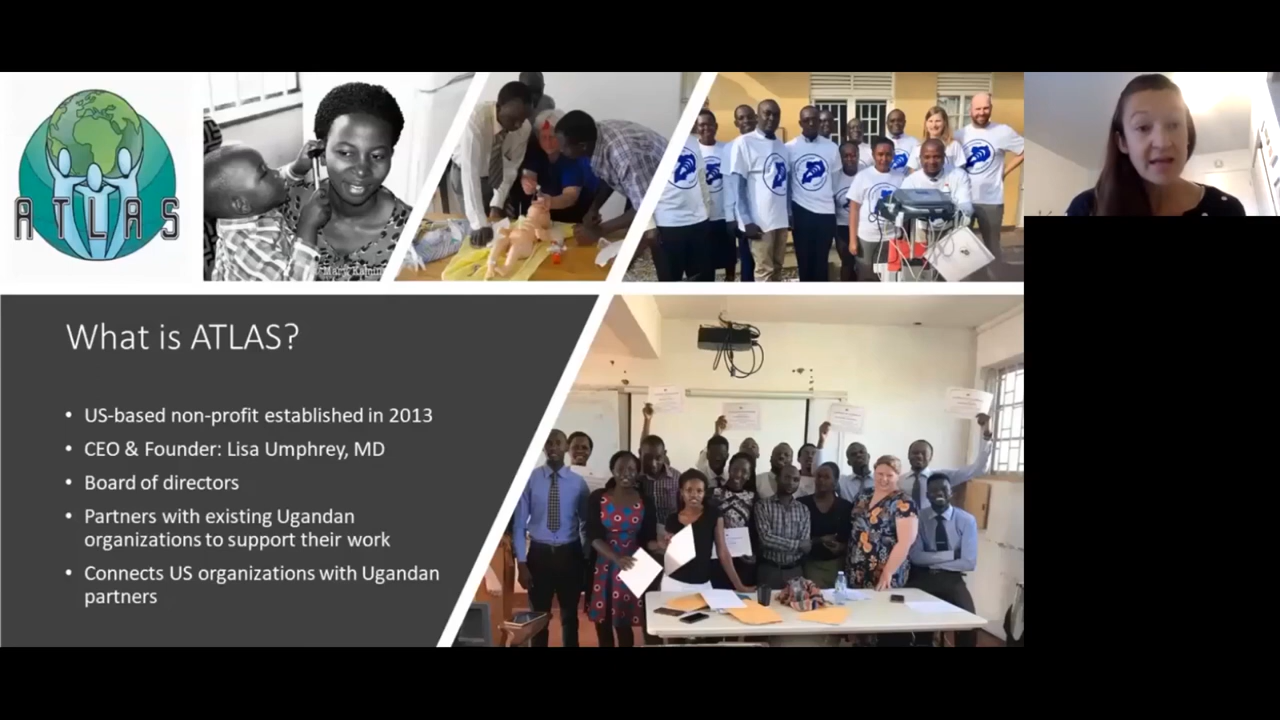 ATLAS
What is ATLAS?
• US-based non-profit established in 2013
• CEO & Founder: Lisa Umphrey, MD
• Board of directors
• Partners with existing Ugandan
organizations to support their work
• Connects US organizations with Ugandan
partners